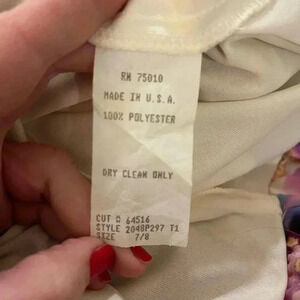 RN 75010
MADE IN U.S.A.
100% POLYESTER
DRY CLEAN ONLY
CUT # 64516
STYLE 2048P297 T1
SIZE 7/8